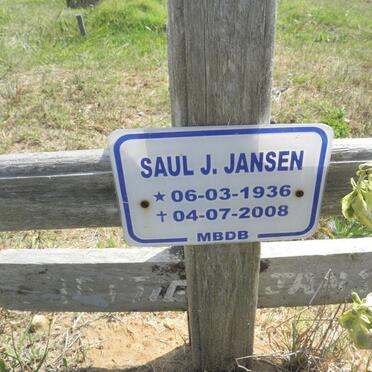 SAUL J. JANSEN
★ 06-03-1936
✝ 04-07-2008
MBDB